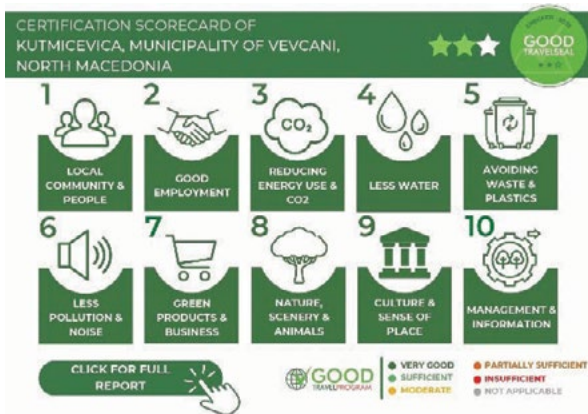 CERTIFICATION SCORECARD OF
KUTMICEVICA, MUNICIPALITY OF VEVCANI,
NORTH MACEDONIA
GOOD
TRAVELSEAL
1
2
3
4
5
CO₂
LOCAL
COMMUNITY &
PEOPLE
GOOD
EMPLOYMENT
REDUCING
ENERGY USE &
CO2
LESS WATER
AVOIDING
WASTE &
PLASTICS
6
7
8
9
10
LESS
POLLUTION &
NOISE
GREEN
PRODUCTS &
BUSINESS
NATURE,
SCENERY &
ANIMALS
CULTURE &
SENSE OF
PLACE
MANAGEMENT &
INFORMATION
CLICK FOR FULL
REPORT
GOOD
TRAVELPROGRAM
VERY GOOD
SUFFICIENT
MODERATE
PARTIALLY SUFFICIENT
INSUFFICIENT
NOT APPLICABLE